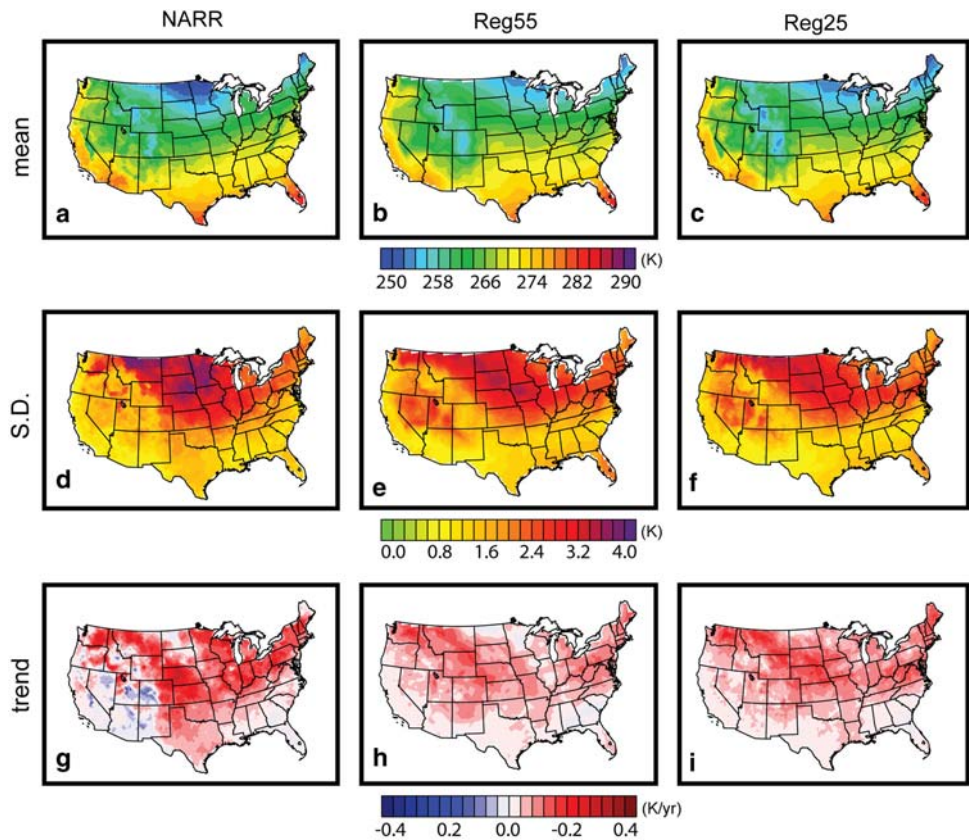 NARR Reg55 Reg25
mean
a b c
(K)
250 258 266 274 282 290
S.D.
d e f
(K)
0.0 0.8 1.6 2.4 3.2 4.0
trend
g h i
(K/yr)
-0.4 0.2 0.0 -0.2 0.4